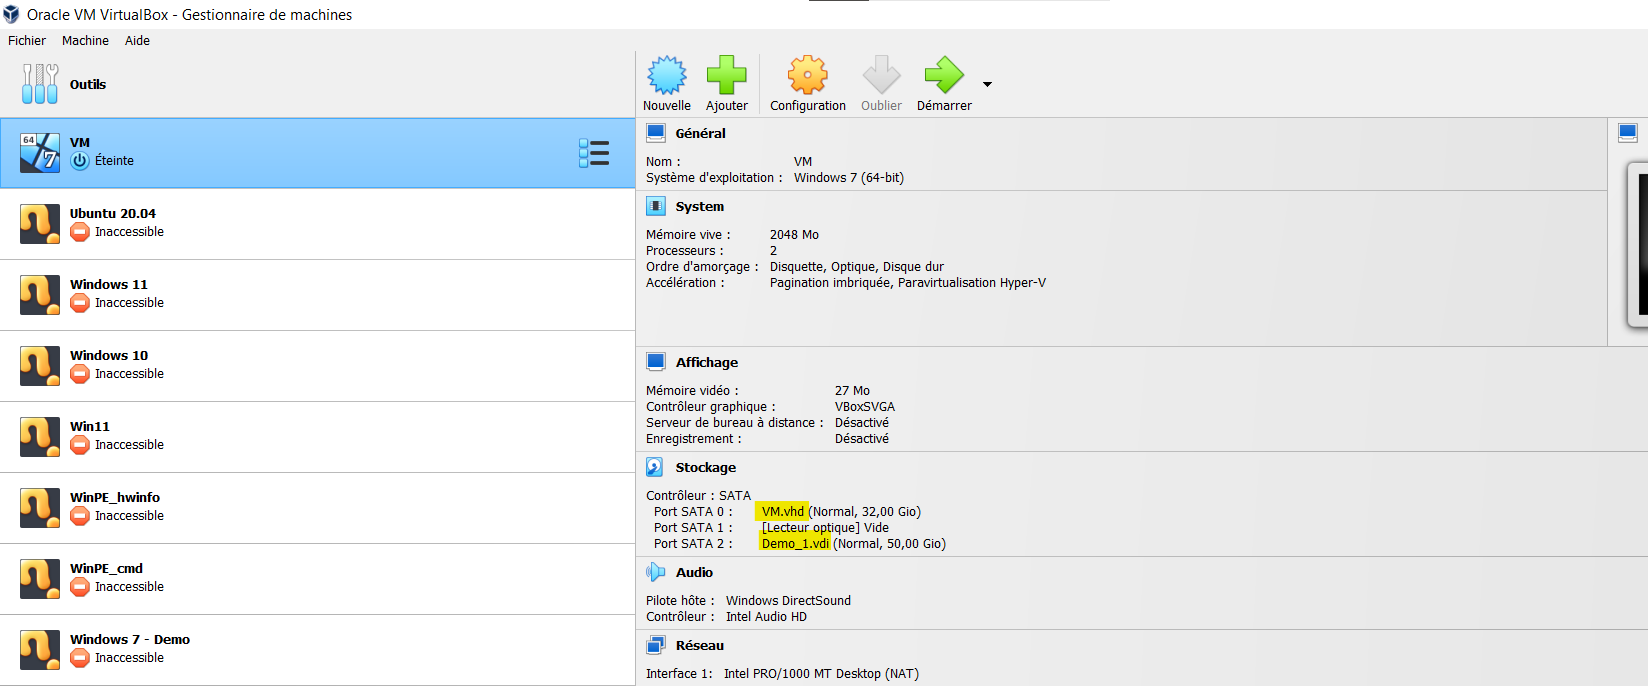 Oracle VM VirtualBox - Gestionnaire de machines
Fichier Machine Aide
Outils
64 7
VM
Éteinte
Ubuntu 20.04
Inaccessible
Windows 11
Inaccessible
Windows 10
Inaccessible
Win11
Inaccessible
WinPE_hwinfo
Inaccessible
WinPE_cmd
Inaccessible
Windows 7 - Demo
Inaccessible
Nouvelle Ajouter Configuration Oublier Démarrer
Général
Nom : VM
Système d'exploitation : Windows 7 (64-bit)
System
Mémoire vive : 2048 Mo
Processeurs : 2
Ordre d'amorçage : Disquette, Optique, Disque dur
Accélération : Pagination imbriquée, Paravirtualisation Hyper-V
Affichage
Mémoire vidéo : 27 Mo
Contrôleur graphique : VBoxSVGA
Serveur de bureau à distance : Désactivé
Enregistrement : Désactivé
Stockage
Contrôleur : SATA
Port SATA 0 : VM.vhd (Normal, 32,00 Gio)
Port SATA 1 : [Lecteur optique] Vide
Port SATA 2 : Demo_1.vdi (Normal, 50,00 Gio)
Audio
Pilote hôte : Windows DirectSound
Contrôleur : Intel Audio HD
Réseau
Interface 1: Intel PRO/1000 MT Desktop (NAT)